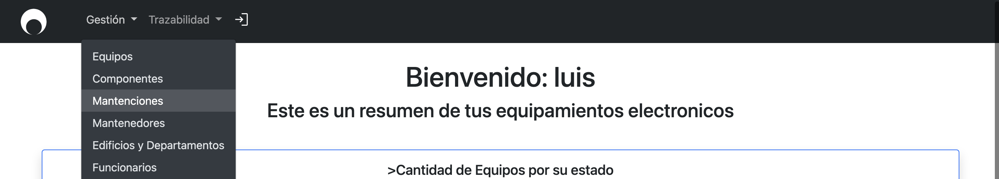 Gestión
Trazabilidad
Equipos
Componentes
Mantenciones
Mantenedores
Edificios y Departamentos
Funcionarios
Bienvenido: luis
Este es un resumen de tus equipamientos electronicos
>Cantidad de Equipos por su estado